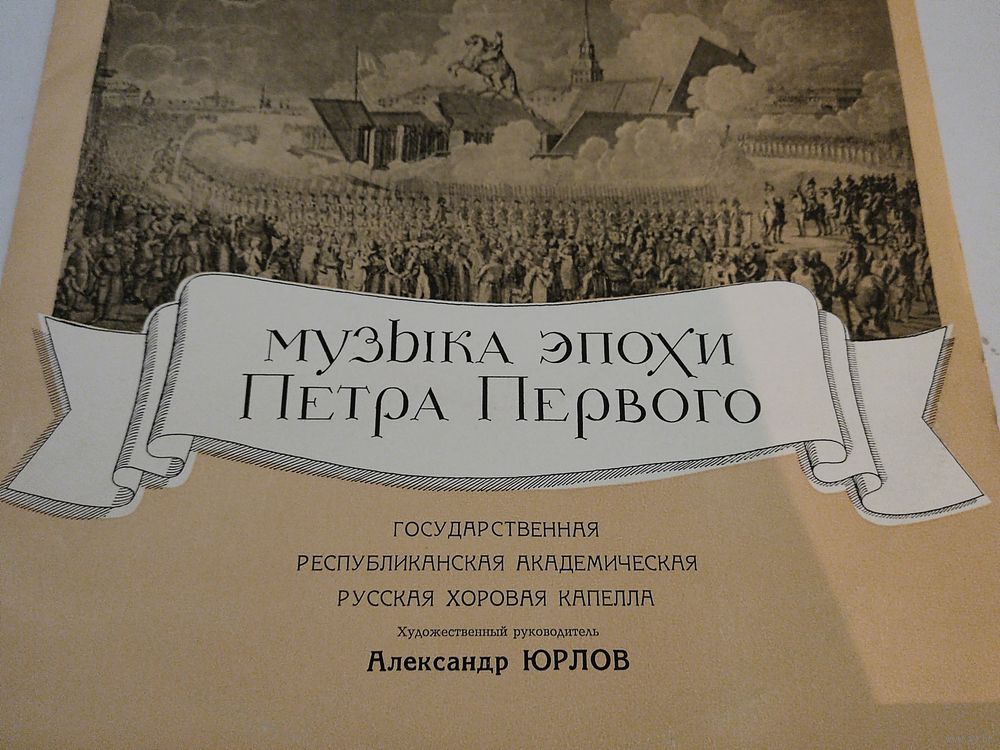 музыка эпохи
Петра Первого
ГОСУДАРСТВЕННАЯ
РЕСПУБЛИКАНСКАЯ АКАДЕМИЧЕСКАЯ
РУССКАЯ ХОРОВАЯ КАПЕЛЛА
Художественный руководитель
Александр ЮРЛОВ